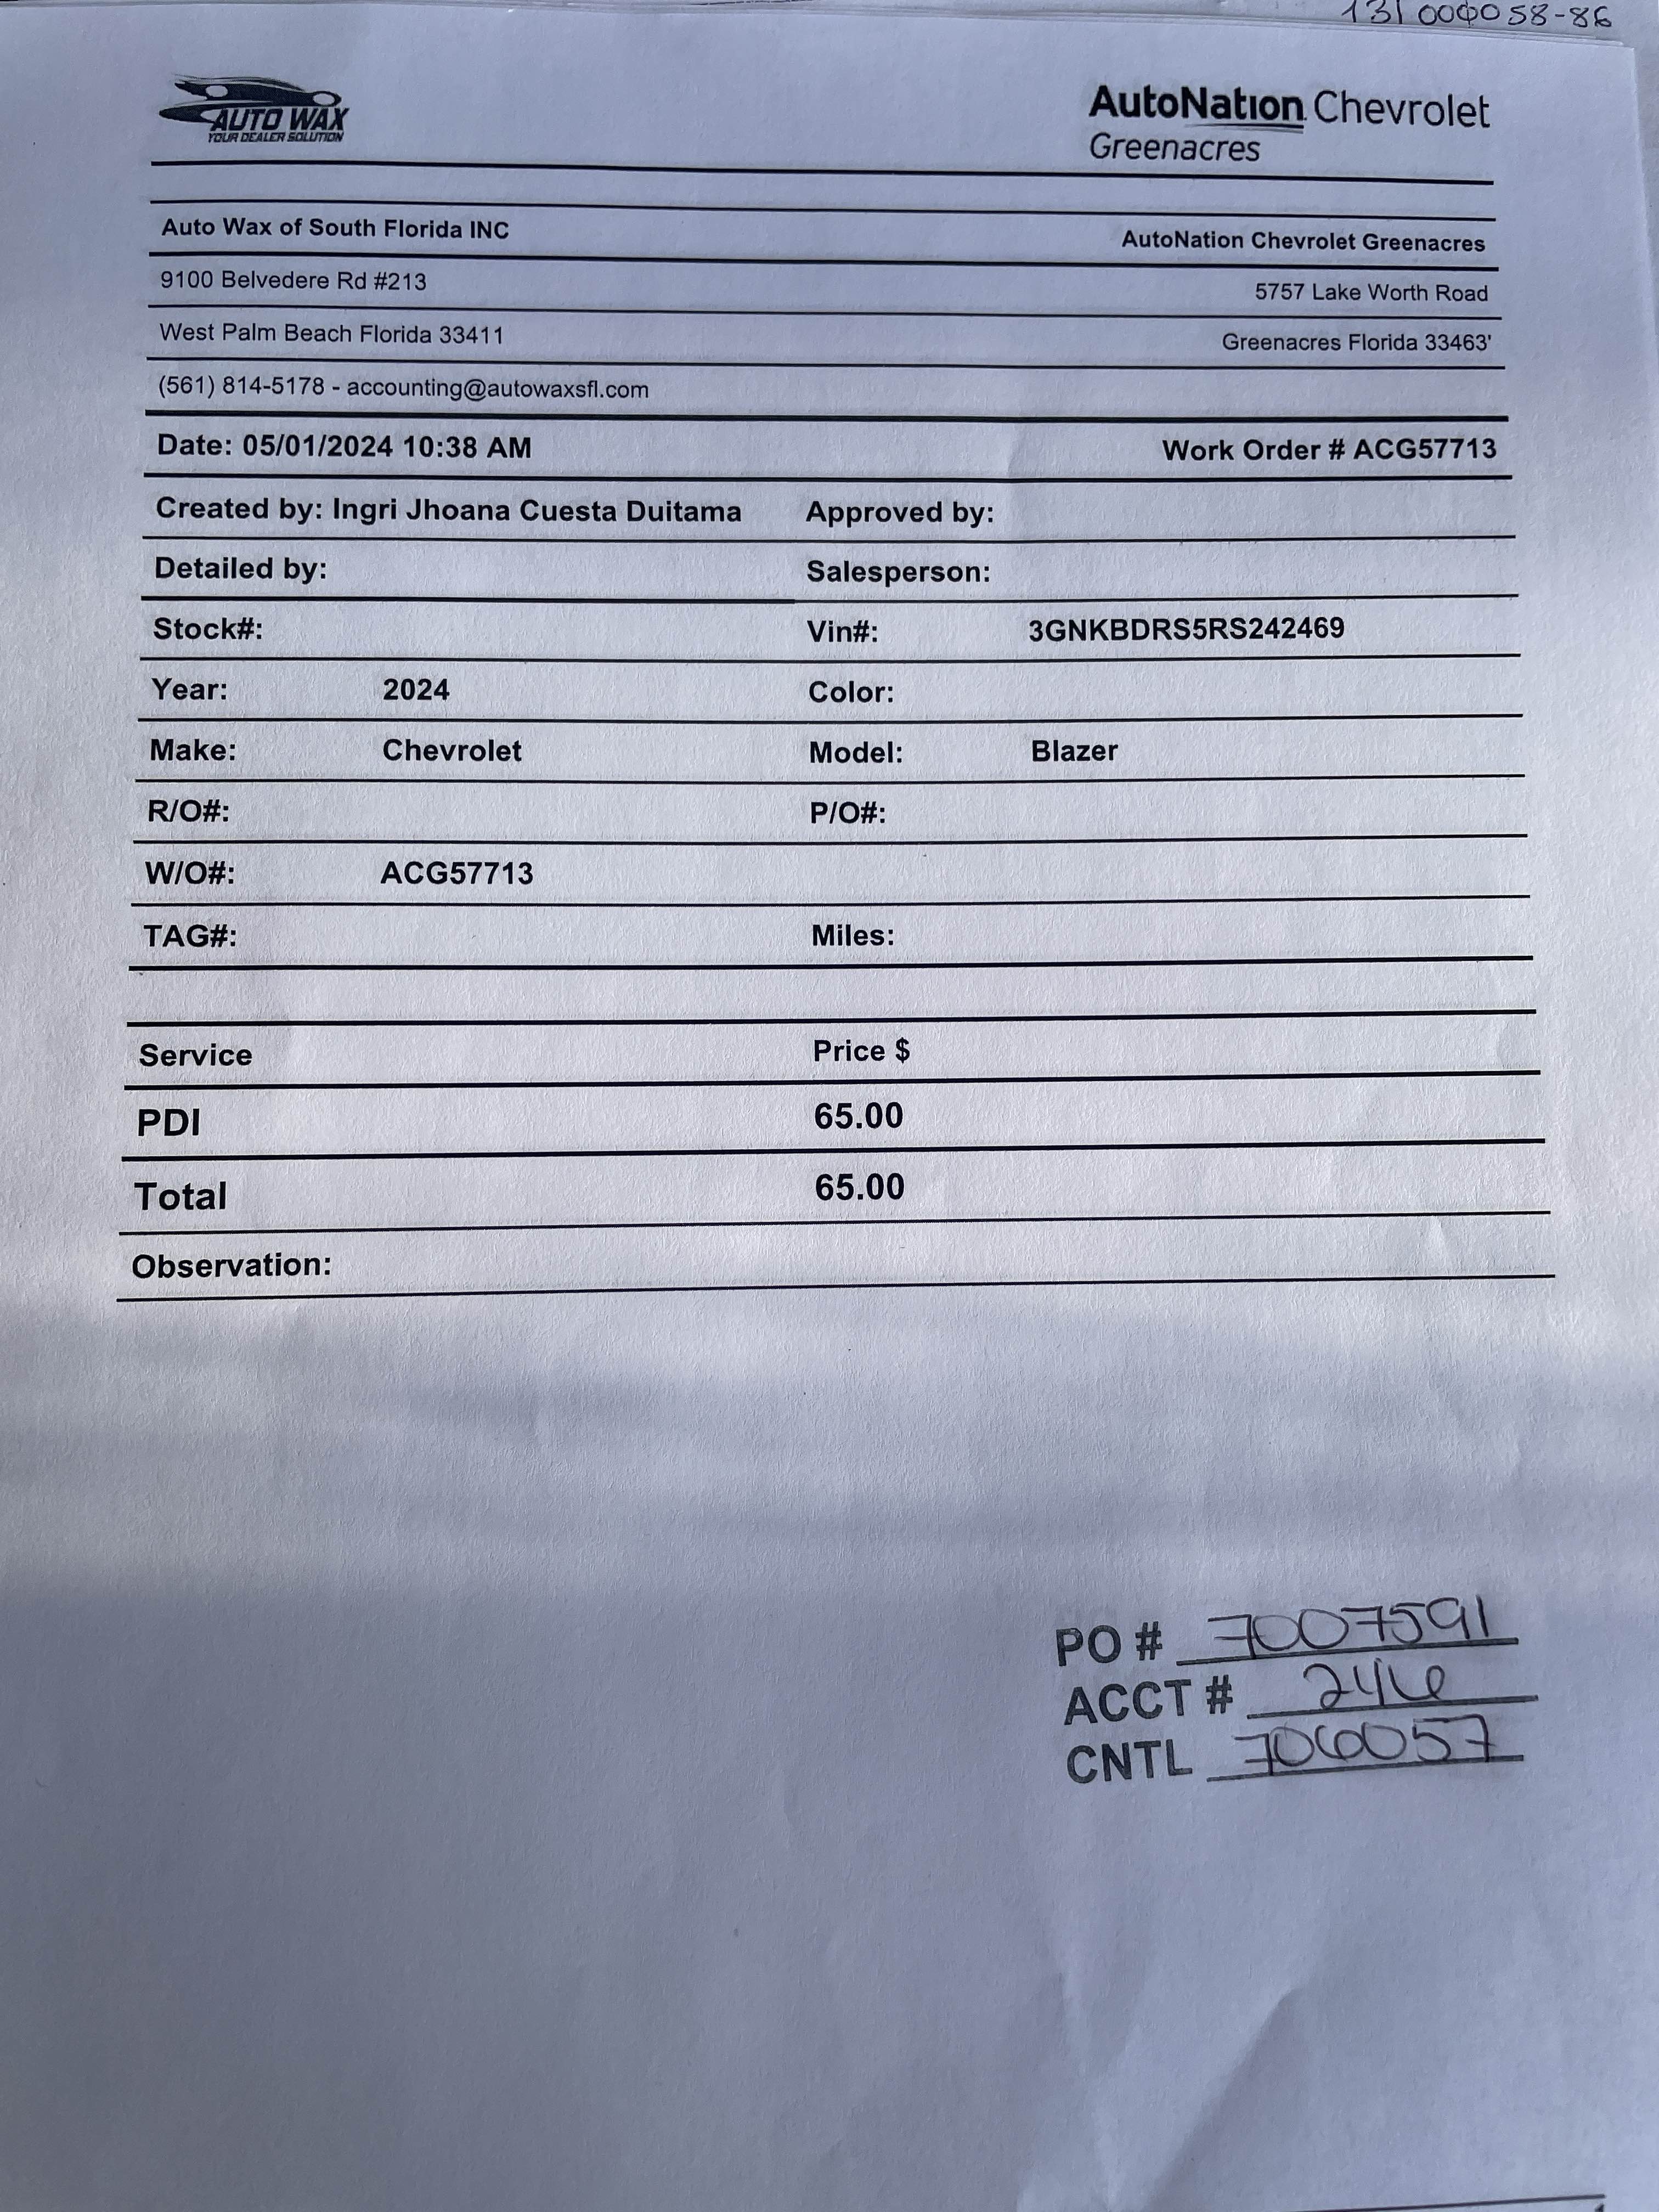 131000058-86
AUTO WAX
YOUR DEALER SOLUTION
AutoNation Chevrolet
Greenacres
Auto Wax of South Florida INC
AutoNation Chevrolet Greenacres
9100 Belvedere Rd #213
5757 Lake Worth Road
West Palm Beach Florida 33411
Greenacres Florida 33463'
(561) 814-5178 - accounting@autowaxsfl.com
Date: 05/01/2024 10:38 AM Work Order # ACG57713
Created by: Ingri Jhoana Cuesta Duitama Approved by:
Detailed by: Salesperson:
Stock#: Vin#: 3GNKBDRS5RS242469
Year: 2024 Color:
Make: Chevrolet Model: Blazer
R/O#: P/O#:
W/O#: ACG57713
TAG#: Miles:
Service Price $
PDI 65.00
Total 65.00
Observation:
PO # 7007591
ACCT # 246
CNTL 706057